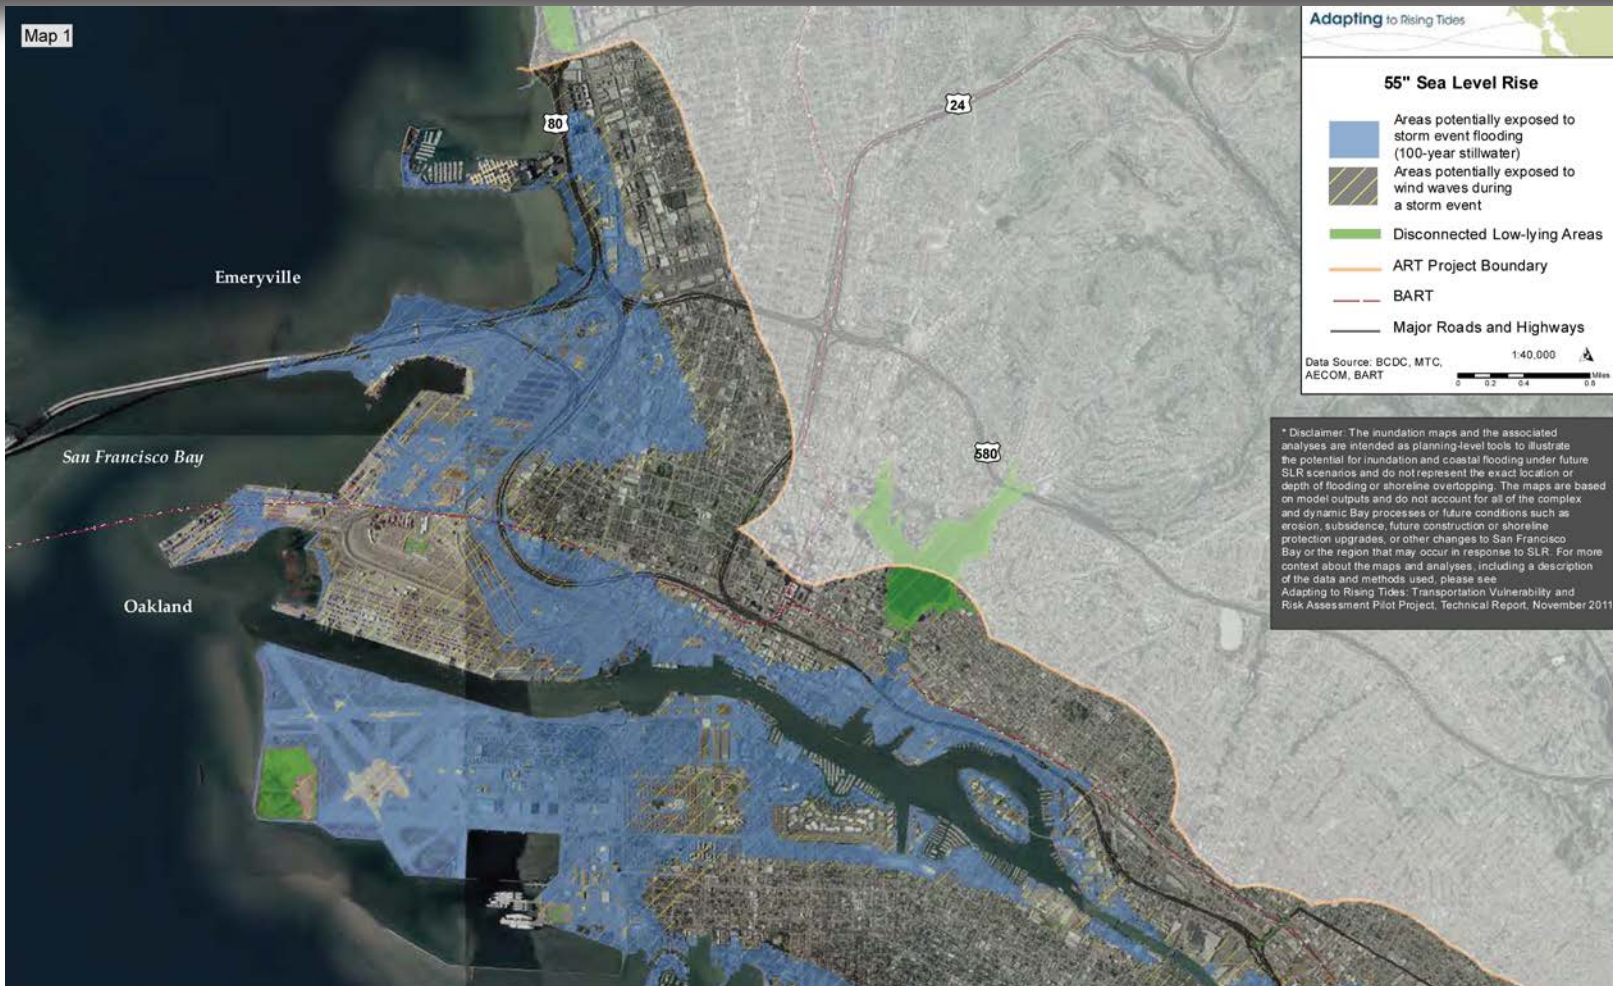 Map 1
Adapting to Rising Tides
55" Sea Level Rise
Areas potentially exposed to
storm event flooding
(100-year stillwater)
Areas potentially exposed to
wind waves during
a storm event
Disconnected Low-lying Areas
ART Project Boundary
BART
Major Roads and Highways
Data Source: BCDC, MTC,
AECOM, BART
1:40,000
Miles
0 0.2 0.4 0.8
80
24
Emeryville
San Francisco Bay
580
Oakland
* Disclaimer: The inundation maps and the associated
analyses are intended as planning-level tools to illustrate
the potential for inundation and coastal flooding under future
SLR scenarios and do not represent the exact location or
depth of flooding or shoreline overtopping. The maps are based
on model outputs and do not account for all of the complex
and dynamic Bay processes or future conditions such as
erosion, subsidence, future construction or shoreline
protection upgrades, or other changes to San Francisco
Bay or the region that may occur in response to SLR. For more
context about the maps and analyses, including a description
of the data and methods used, please see
Adapting to Rising Tides: Transportation Vulnerability and
Risk Assessment Pilot Project, Technical Report, November 2011